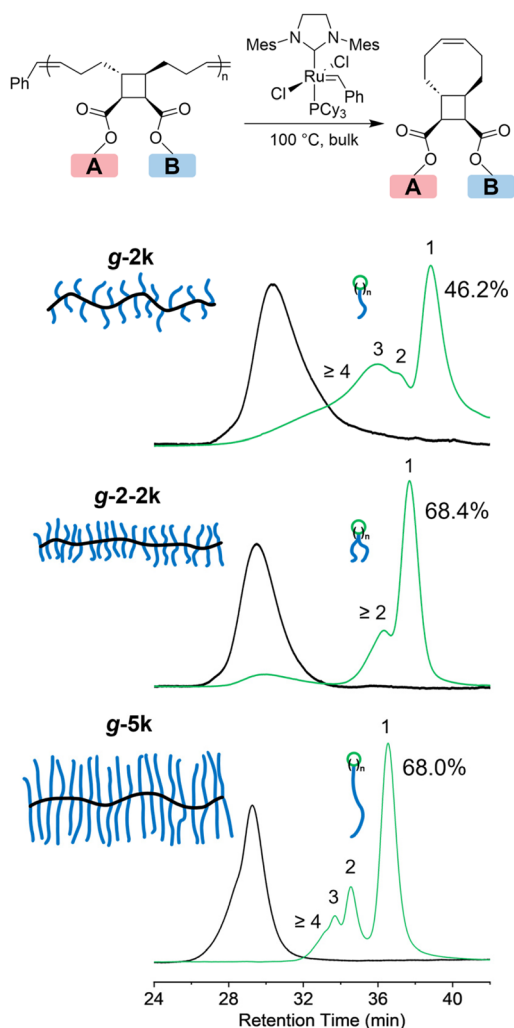 Mes
N
N
Mes
Cl
Ru
Cl
Ph
PCy3
100 °C, bulk
Ph
n
O
O
O
O
A
B
O
O
O
O
A
B
g-2k
( )n
≥ 4
3
2
1
46.2%
g-2-2k
( )n
≥ 2
1
68.4%
g-5k
( )n
≥ 4
3
2
1
68.0%
24
28
32
36
40
Retention Time (min)